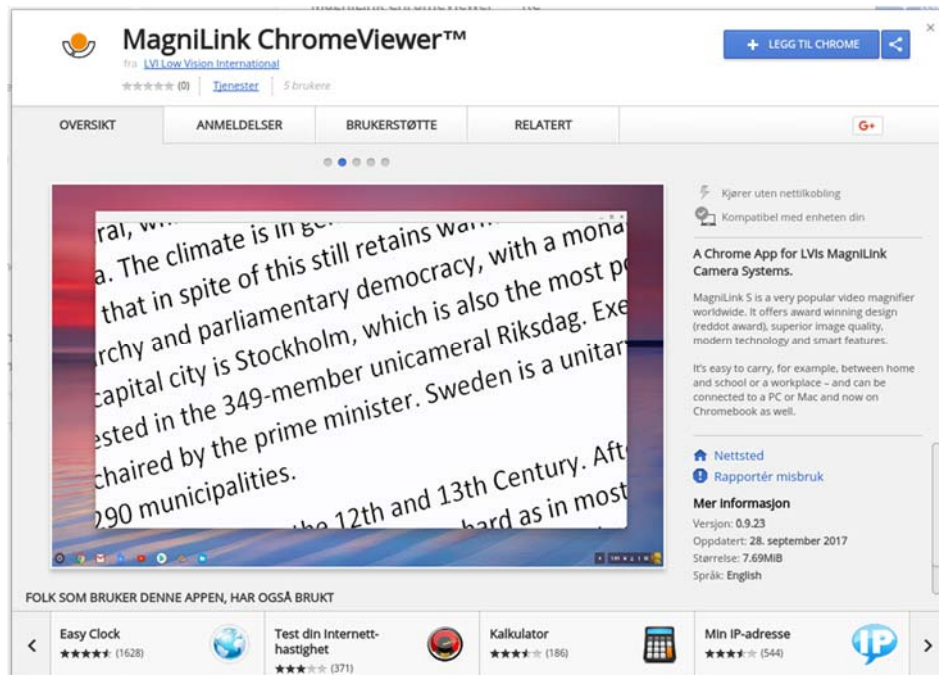 MagniLink ChromeViewer™
fra LVI Low Vision International
(0) Tjenester 5 brukere
+ LEGG TIL CHROME
OVERSIKT ANMELDELSER BRUKERSTØTTE RELATERT G+
a. The climate is in
that in spite of this still retains
rchy and parliamentary democracy, with a mona
capital city is Stockholm, which is also the most po
ested in the 349-member unicameral Riksdag. Exe
chaired by the prime minister. Sweden is a unitar
290 municipalities.
12th and 13th Century. Aft
hard as in most
Kjører uten nettilkobling
Kompatibel med enheten din
A Chrome App for LVIs MagniLink
Camera Systems.
MagniLink S is a very popular video magnifier
worldwide. It offers award winning design
(reddot award), superior image quality,
modern technology and smart features.
It's easy to carry, for example, between home
and school or a workplace – and can be
connected to a PC or Mac and now on
Chromebook as well.
Nettsted
Rapportér misbruk
Mer informasjon
Versjon: 0.9.23
Oppdatert: 28. september 2017
Størrelse: 7.69MiB
Språk: English
FOLK SOM BRUKER DENNE APPEN, HAR OGSÅ BRUKT
Easy Clock
(1628)
Test din Internett-
hastighet
(371)
Kalkulator
(186)
Min IP-adresse
(544)
IP